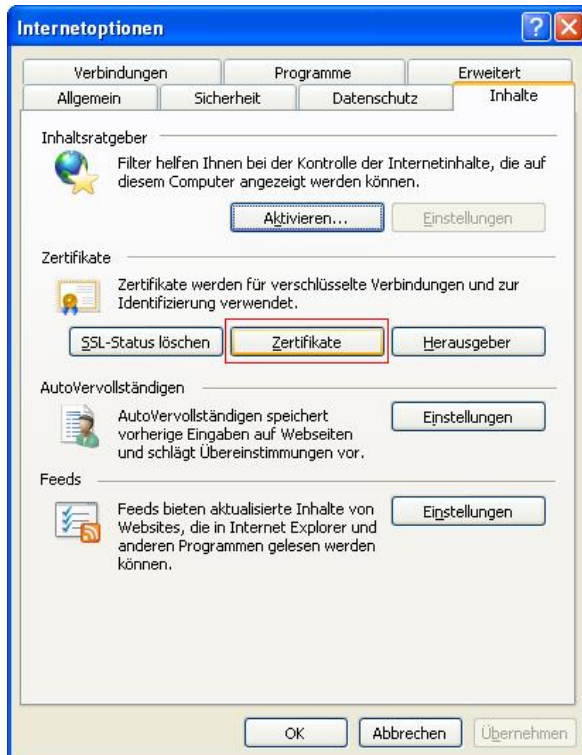 Internetoptionen
Verbindungen Programme Erweitert
Allgemein Sicherheit Datenschutz Inhalte
Inhaltsratgeber
Filter helfen Ihnen bei der Kontrolle der Internetinhalte, die auf
diesem Computer angezeigt werden können.
Aktivieren... Einstellungen
Zertifikate
Zertifikate werden für verschlüsselte Verbindungen und zur
Identifizierung verwendet.
SSL-Status löschen Zertifikate Herausgeber
AutoVervollständigen
AutoVervollständigen speichert
vorherige Eingaben auf Webseiten
und schlägt Übereinstimmungen vor.
Einstellungen
Feeds
Feeds bieten aktualisierte Inhalte von
Websites, die in Internet Explorer und
anderen Programmen gelesen werden
können.
Einstellungen
OK Abbrechen Übernehmen